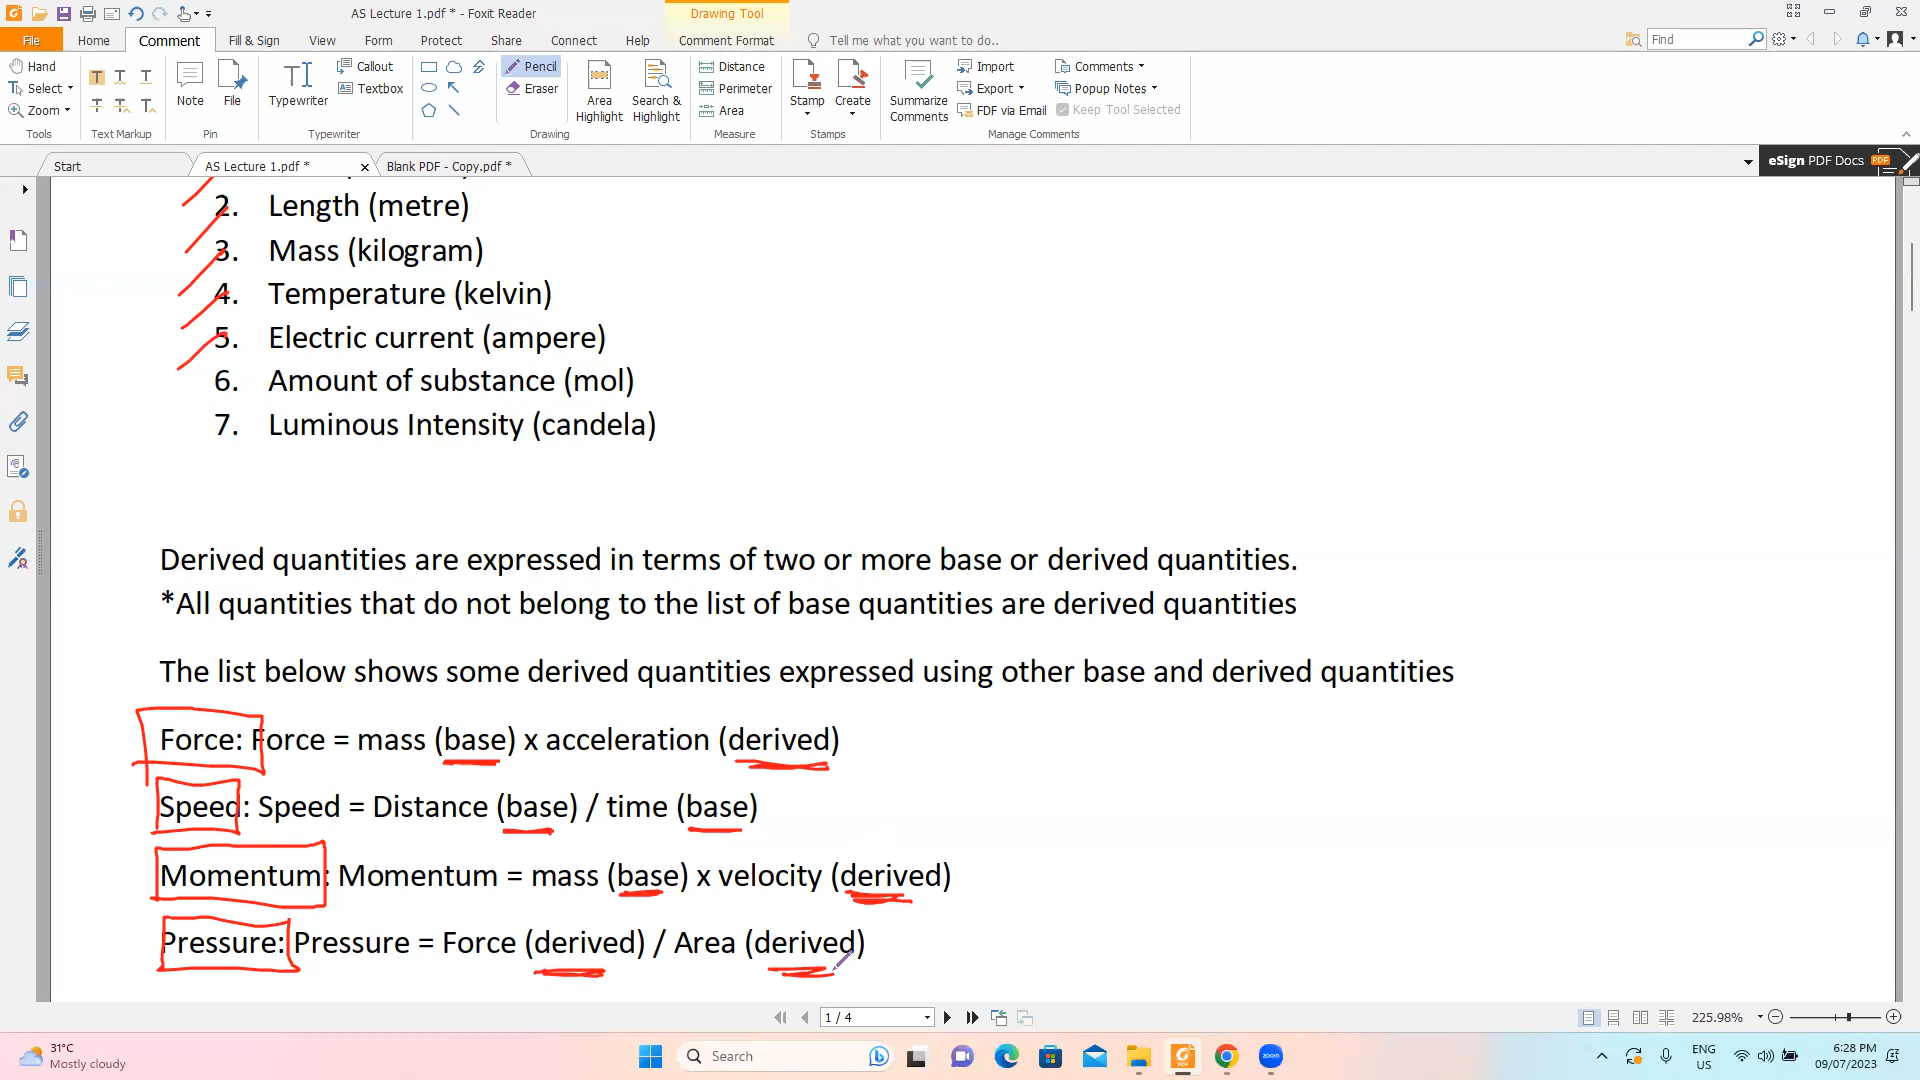 AS Lecture 1.pdf * - Foxit Reader
Drawing Tool
File Home Comment Fill & Sign View Form Protect Share Connect Help Comment Format Tell me what you want to do.. Find
Hand Callout Pencil Distance Import Comments
Select Textbox Eraser Perimeter Export Popup Notes
Zoom Note File Typewriter Area Highlight Search & Highlight Area Stamp Create Summarize Comments FDF via Email Keep Tool Selected
Tools Text Markup Pin Typewriter Drawing Measure Stamps Manage Comments
Start AS Lecture 1.pdf * Blank PDF - Copy.pdf * eSign PDF Docs PDF
2. Length (metre)
3. Mass (kilogram)
4. Temperature (kelvin)
5. Electric current (ampere)
6. Amount of substance (mol)
7. Luminous Intensity (candela)
Derived quantities are expressed in terms of two or more base or derived quantities.
*All quantities that do not belong to the list of base quantities are derived quantities
The list below shows some derived quantities expressed using other base and derived quantities
Force: Force = mass (base) x acceleration (derived)
Speed: Speed = Distance (base) / time (base)
Momentum: Momentum = mass (base) x velocity (derived)
Pressure: Pressure = Force (derived) / Area (derived)
1 / 4 225.98%
31°C
Mostly cloudy
Search
zoom
ENG
US
6:28 PM
09/07/2023